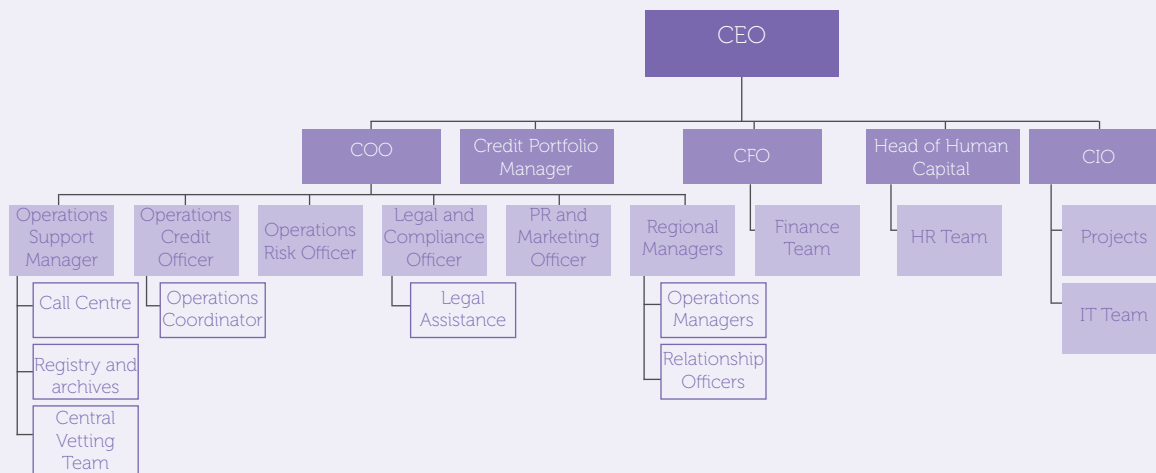 CEO
COO
Credit Portfolio
Manager
CFO
Head of Human
Capital
CIO
Operations
Support
Manager
Operations
Credit
Officer
Operations
Risk Officer
Legal and
Compliance
Officer
PR and
Marketing
Officer
Regional
Managers
Finance
Team
HR Team
Projects
Call Centre
Operations
Coordinator
Legal
Assistance
Operations
Managers
IT Team
Registry and
archives
Relationship
Officers
Central
Vetting
Team